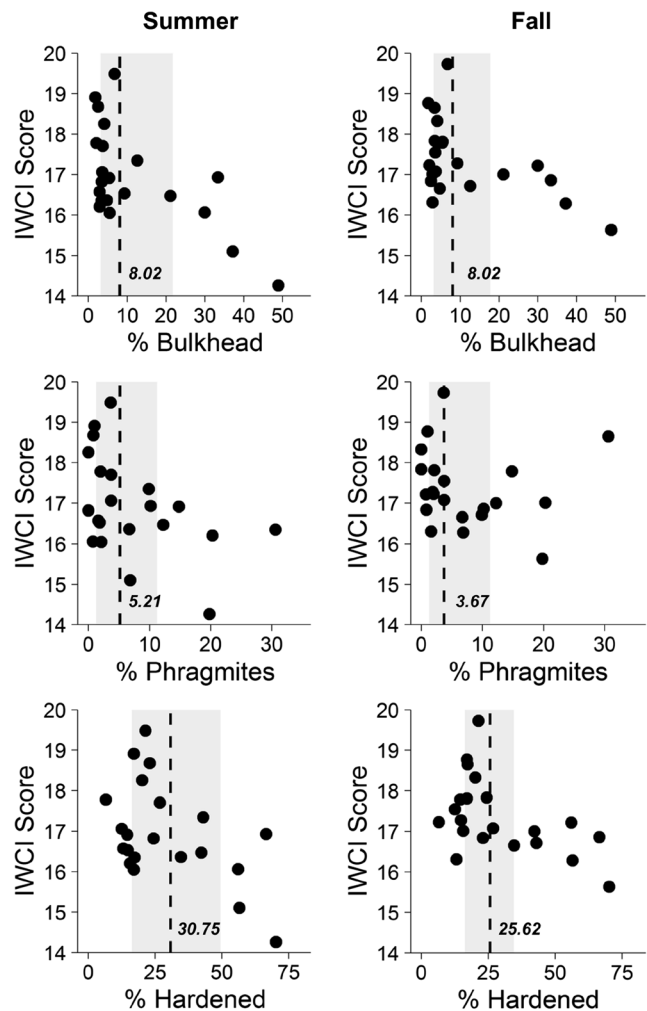 Summer Fall
20 20
19 19
18 18
17 17
16 16
15 15
14 14
IWCI Score IWCI Score
8.02 8.02
0 10 20 30 40 50 0 10 20 30 40 50
% Bulkhead % Bulkhead
20 20
19 19
18 18
17 17
16 16
15 15
14 14
IWCI Score IWCI Score
5.21 3.67
0 10 20 30 0 10 20 30
% Phragmites % Phragmites
20 20
19 19
18 18
17 17
16 16
15 15
14 14
IWCI Score IWCI Score
30.75 25.62
0 25 50 75 0 25 50 75
% Hardened % Hardened